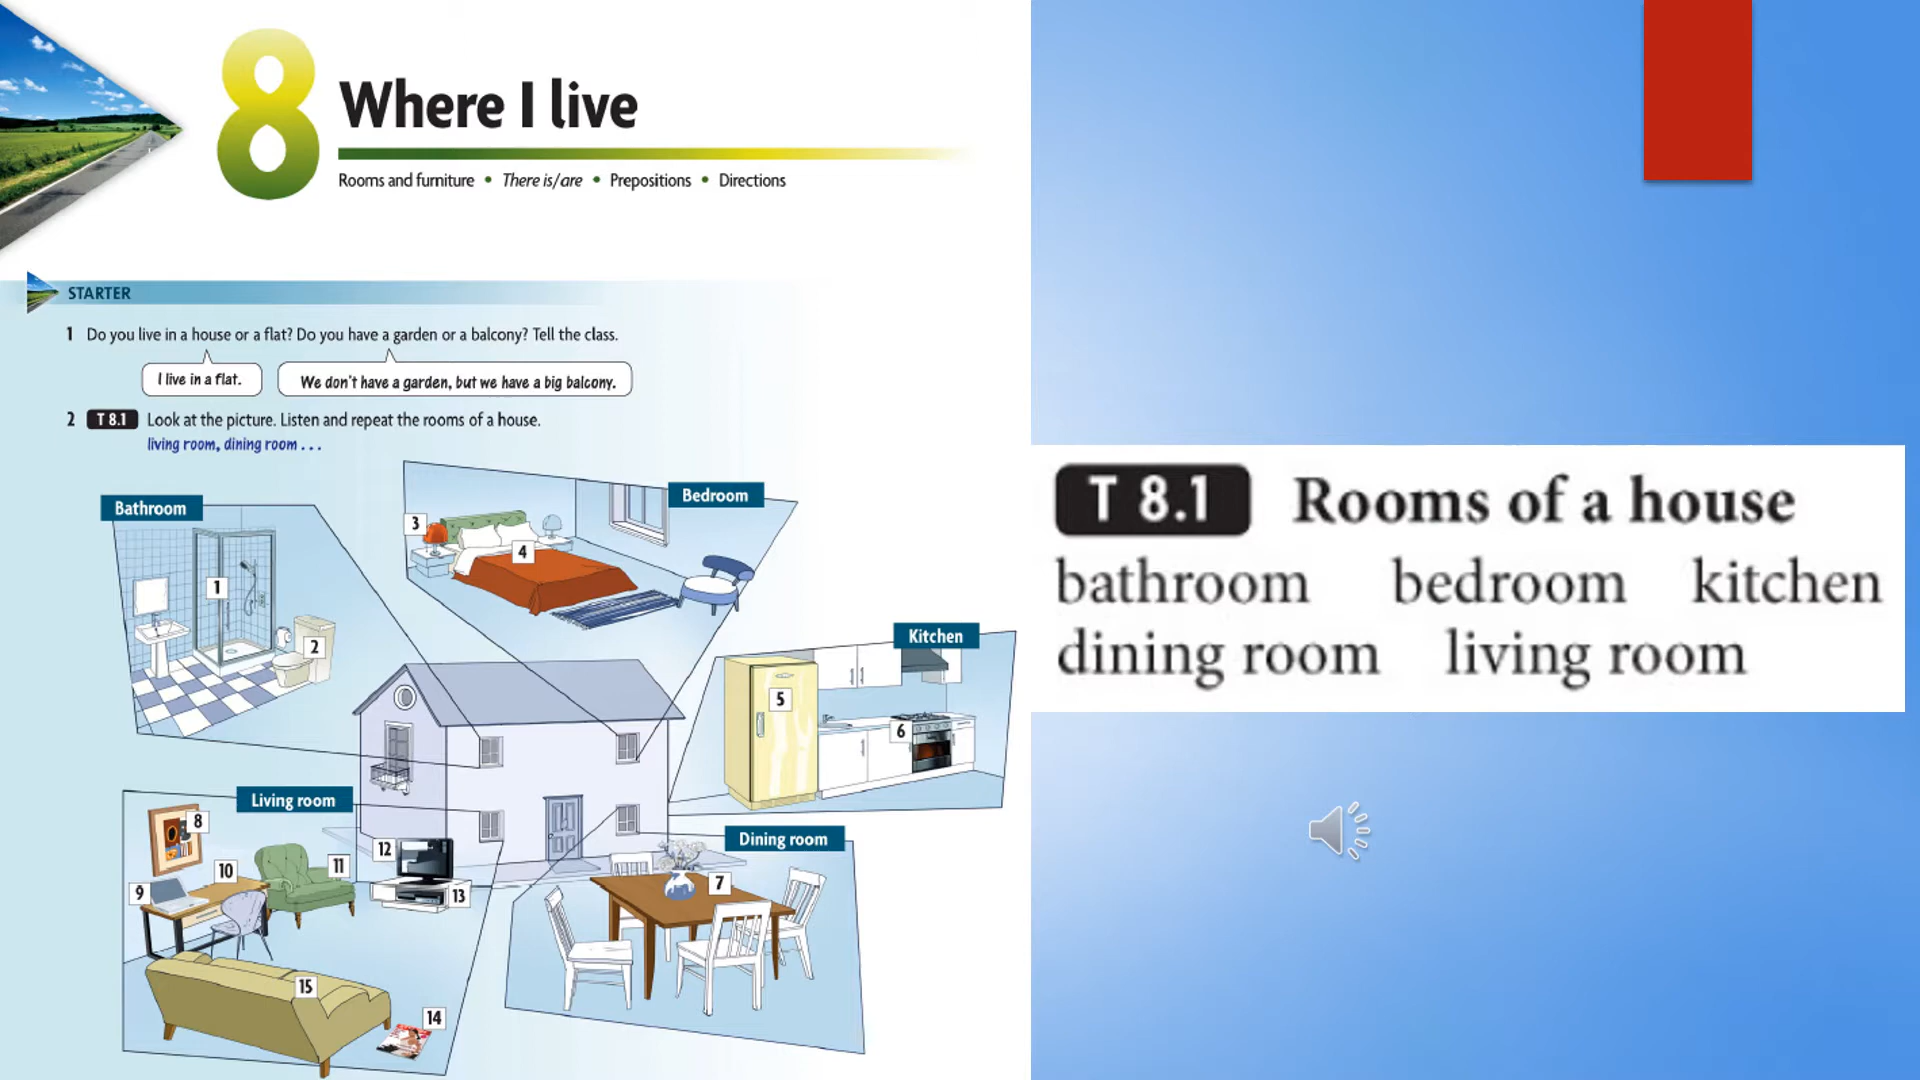 8
Where I live
Rooms and furniture • There is/are • Prepositions • Directions
STARTER
1 Do you live in a house or a flat? Do you have a garden or a balcony? Tell the class.
I live in a flat.
We don't have a garden, but we have a big balcony.
2 T 8.1 Look at the picture. Listen and repeat the rooms of a house.
living room, dining room . . .
Bathroom
1
2
Bedroom
3
4
Kitchen
5
6
Living room
8
9
10
11
12
13
14
15
Dining room
7
T 8.1 Rooms of a house
bathroom bedroom kitchen
dining room living room